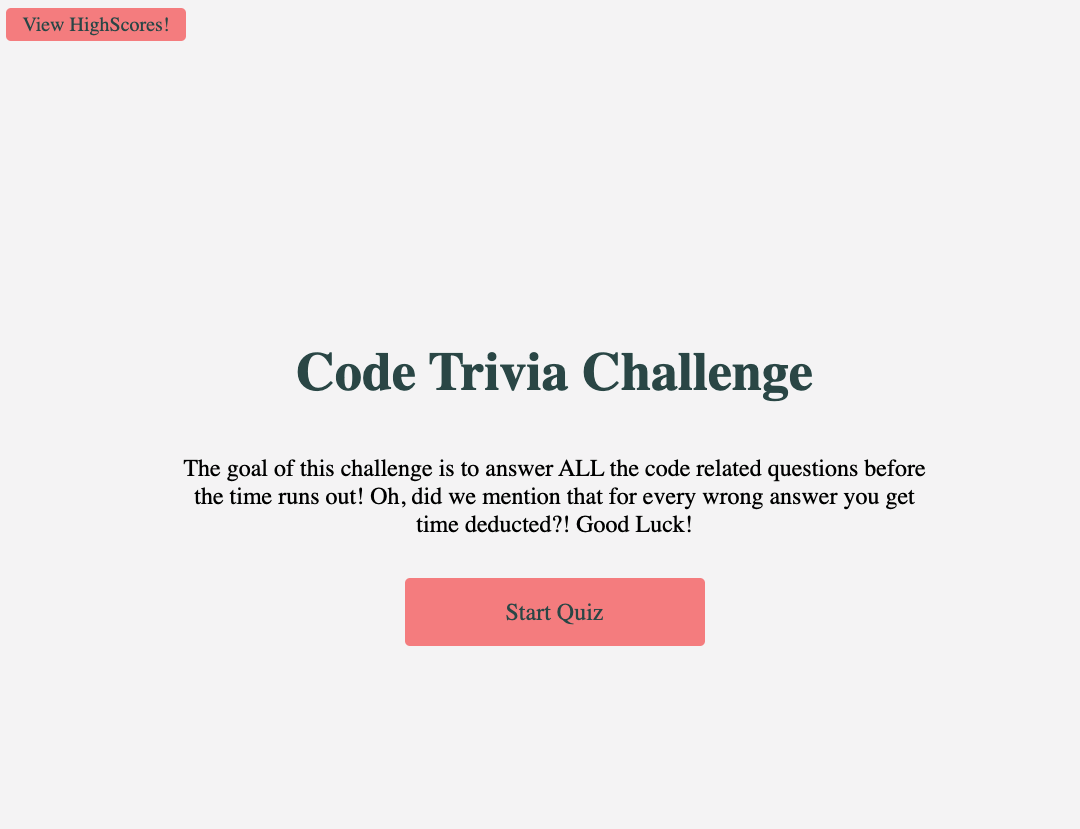 View HighScores!
Code Trivia Challenge
The goal of this challenge is to answer ALL the code related questions before
the time runs out! Oh, did we mention that for every wrong answer you get
time deducted?! Good Luck!
Start Quiz